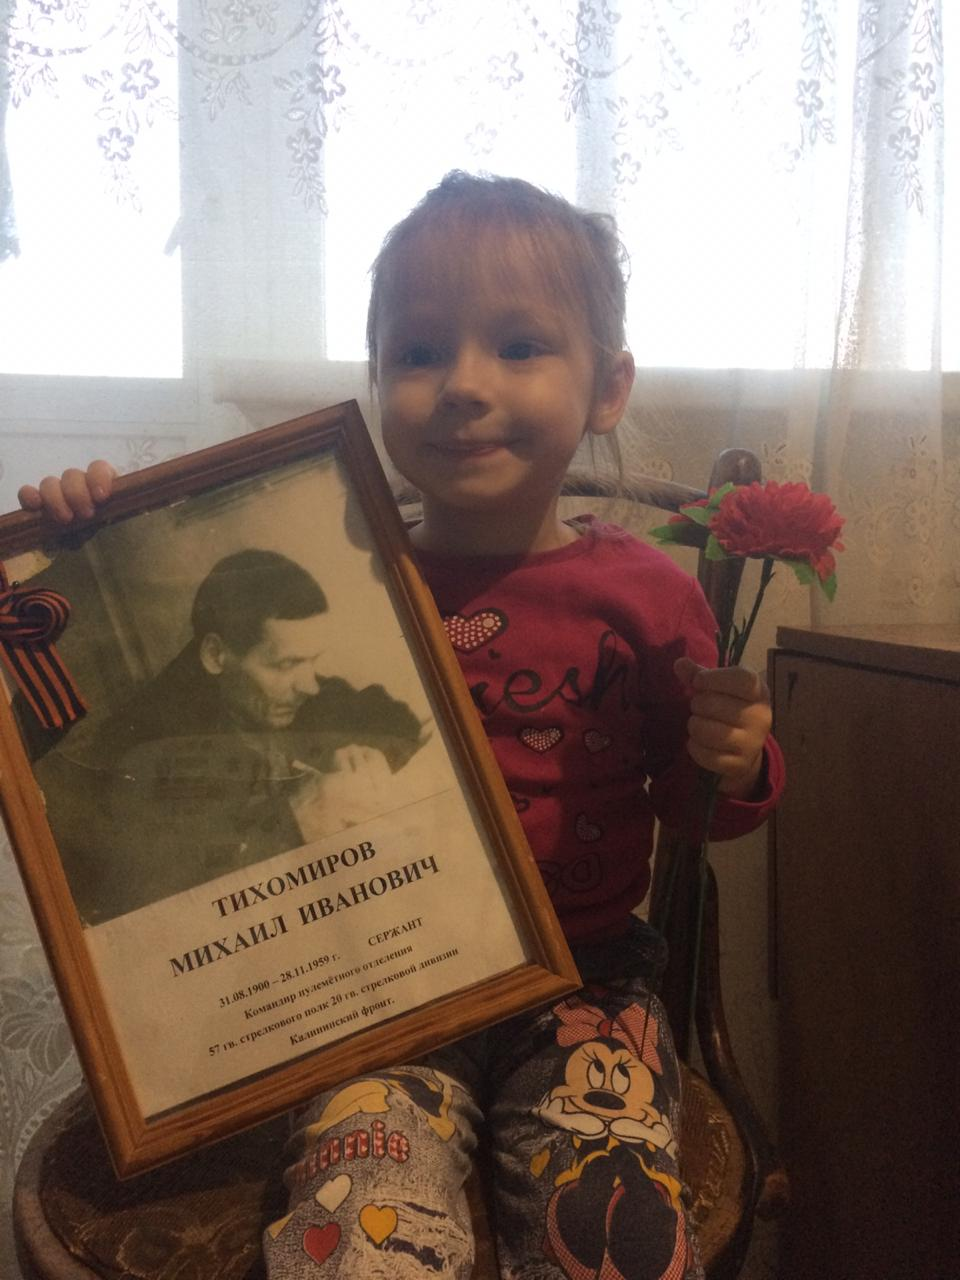 ТИХОМИРОВ
МИХАИЛ ИВАНОВИЧ
СЕРЖАНТ
31.08.1900 – 28.11.1959 г.
Командир пулемётного отделения
57 гв. стрелкового полк 20 гв. стрелковой дивизии
Калининский фронт.